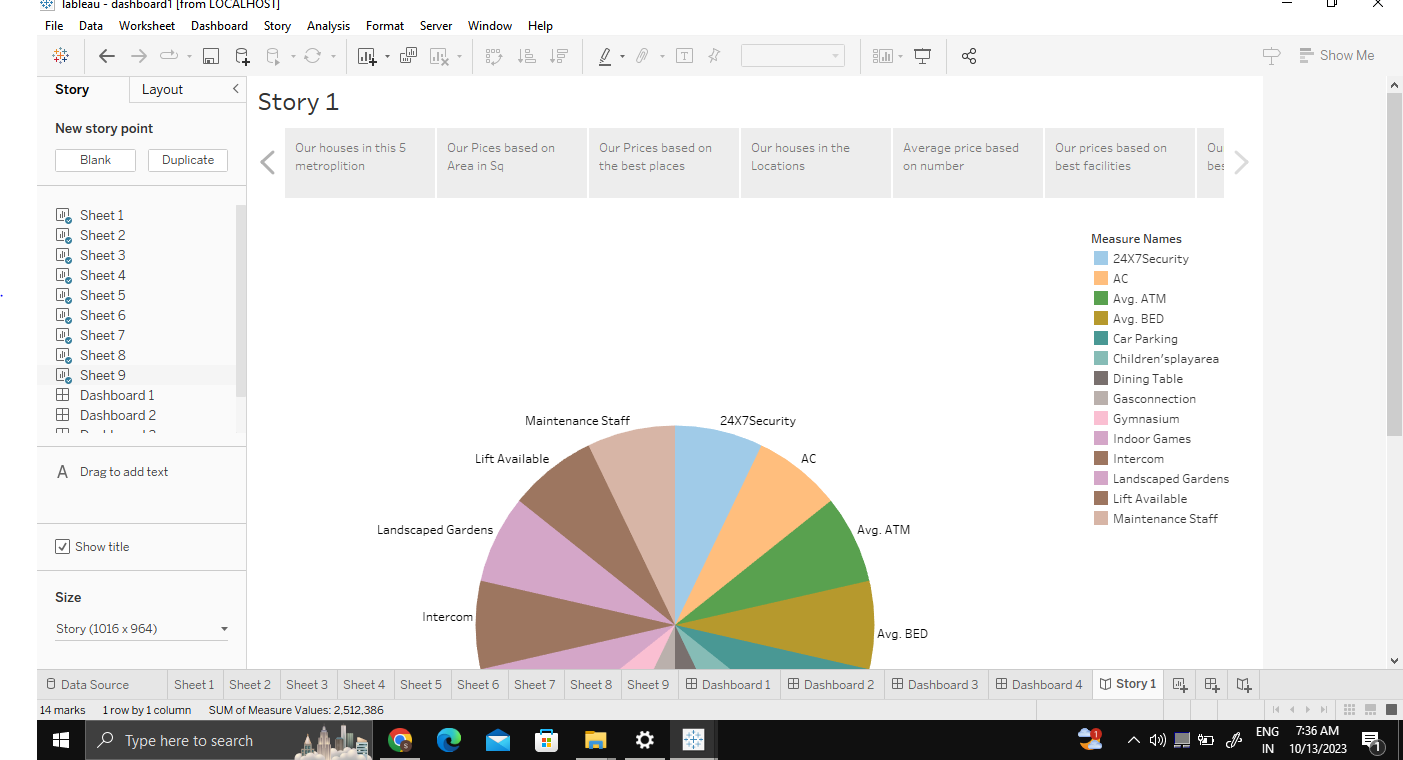 Tableau - dashboard1 [from LOCALHOST]
File Data Worksheet Dashboard Story Analysis Format Server Window Help
Show Me
Story Layout
New story point
Blank Duplicate
Sheet 1
Sheet 2
Sheet 3
Sheet 4
Sheet 5
Sheet 6
Sheet 7
Sheet 8
Sheet 9
Dashboard 1
Dashboard 2
A Drag to add text
Show title
Size
Story (1016 x 964)
Story 1
Our houses in this 5
metroplition
Our Pices based on
Area in Sq
Our Prices based on
the best places
Our houses in the
Locations
Average price based
on number
Our prices based on
best facilities
Ou
bes
Measure Names
24X7Security
AC
Avg. ATM
Avg. BED
Car Parking
Children'splayarea
Dining Table
Gasconnection
Gymnasium
Indoor Games
Intercom
Landscaped Gardens
Lift Available
Maintenance Staff
Maintenance Staff
24X7Security
Lift Available
AC
Landscaped Gardens
Avg. ATM
Intercom
Avg. BED
Data Source Sheet 1 Sheet 2 Sheet 3 Sheet 4 Sheet 5 Sheet 6 Sheet 7 Sheet 8 Sheet 9 Dashboard 1 Dashboard 2 Dashboard 3 Dashboard 4 Story 1
14 marks 1 row by 1 column SUM of Measure Values: 2,512,386
Type here to search
1
ENG
IN
7:36 AM
10/13/2023
1